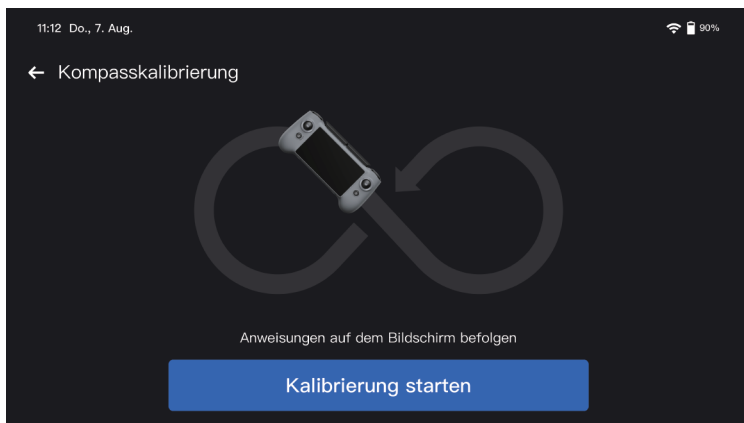 11:12 Do., 7. Aug.
90%
Kompasskalibrierung
Anweisungen auf dem Bildschirm befolgen
Kalibrierung starten